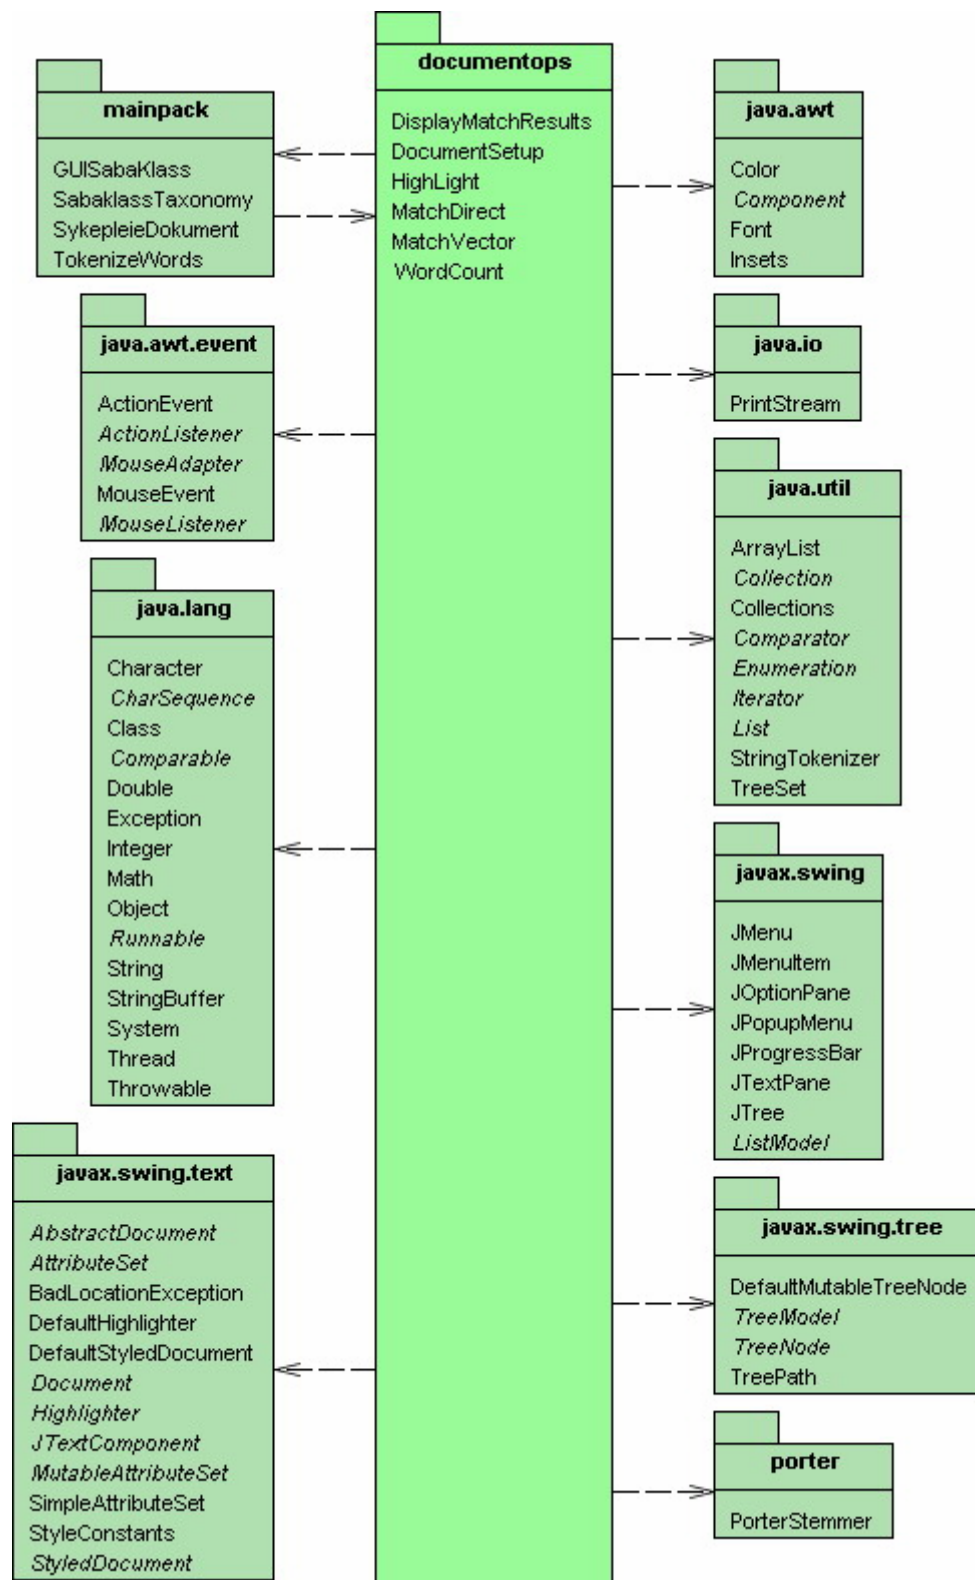 documentops
DisplayMatchResults
DocumentSetup
HighLight
MatchDirect
MatchVector
WordCount
mainpack
GUISabaKlass
SabaklassTaxonomy
SykepleieDokument
TokenizeWords
java.awt.event
ActionEvent
ActionListener
MouseAdapter
MouseEvent
MouseListener
java.lang
Character
CharSequence
Class
Comparable
Double
Exception
Integer
Math
Object
Runnable
String
StringBuffer
System
Thread
Throwable
javax.swing.text
AbstractDocument
AttributeSet
BadLocationException
DefaultHighlighter
DefaultStyledDocument
Document
Highlighter
JTextComponent
MutableAttributeSet
SimpleAttributeSet
StyleConstants
StyledDocument
java.awt
Color
Component
Font
Insets
java.io
PrintStream
java.util
ArrayList
Collection
Collections
Comparator
Enumeration
Iterator
List
StringTokenizer
TreeSet
javax.swing
JMenu
JMenuItem
JOptionPane
JPopupMenu
JProgressBar
JTextPane
JTree
ListModel
javax.swing.tree
DefaultMutableTreeNode
TreeModel
TreeNode
TreePath
porter
PorterStemmer